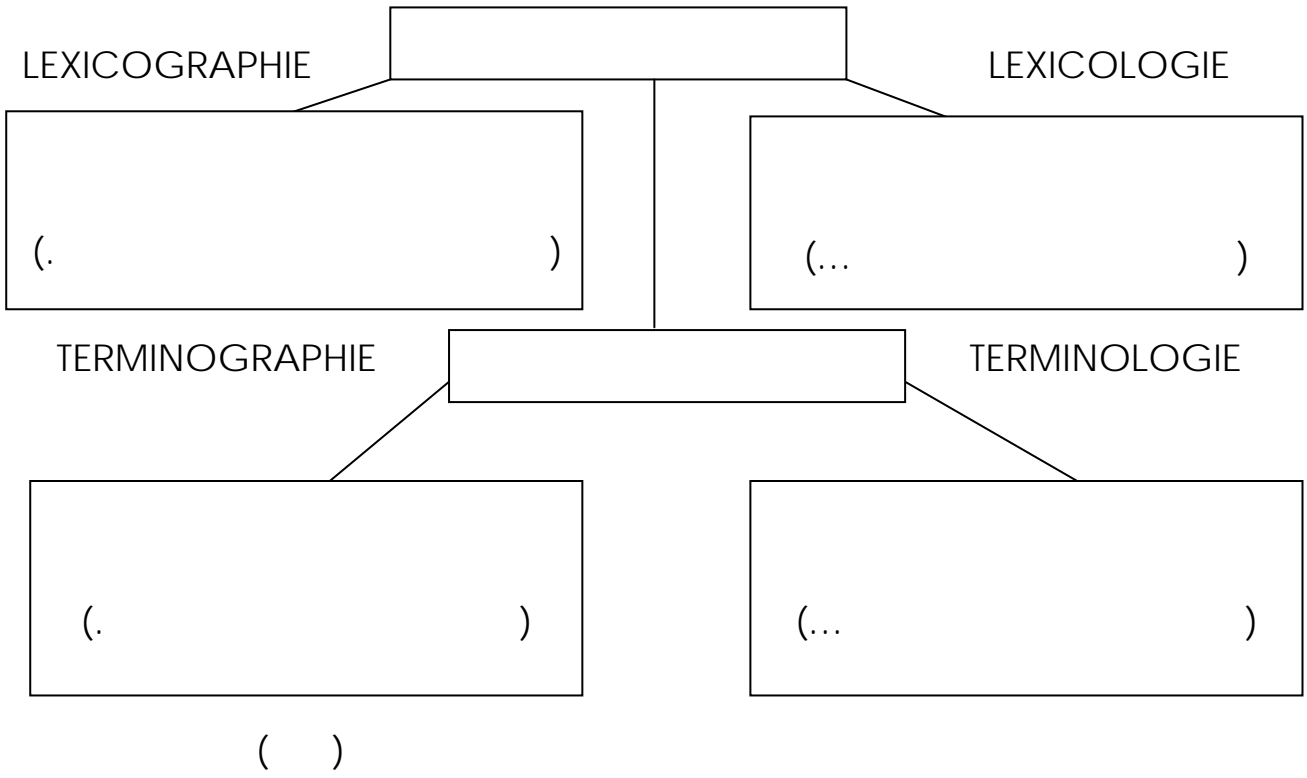 LEXICOGRAPHIE LEXICOLOGIE
(. ) (... )
TERMINOGRAPHIE TERMINOLOGIE
(. ) (... )
( )